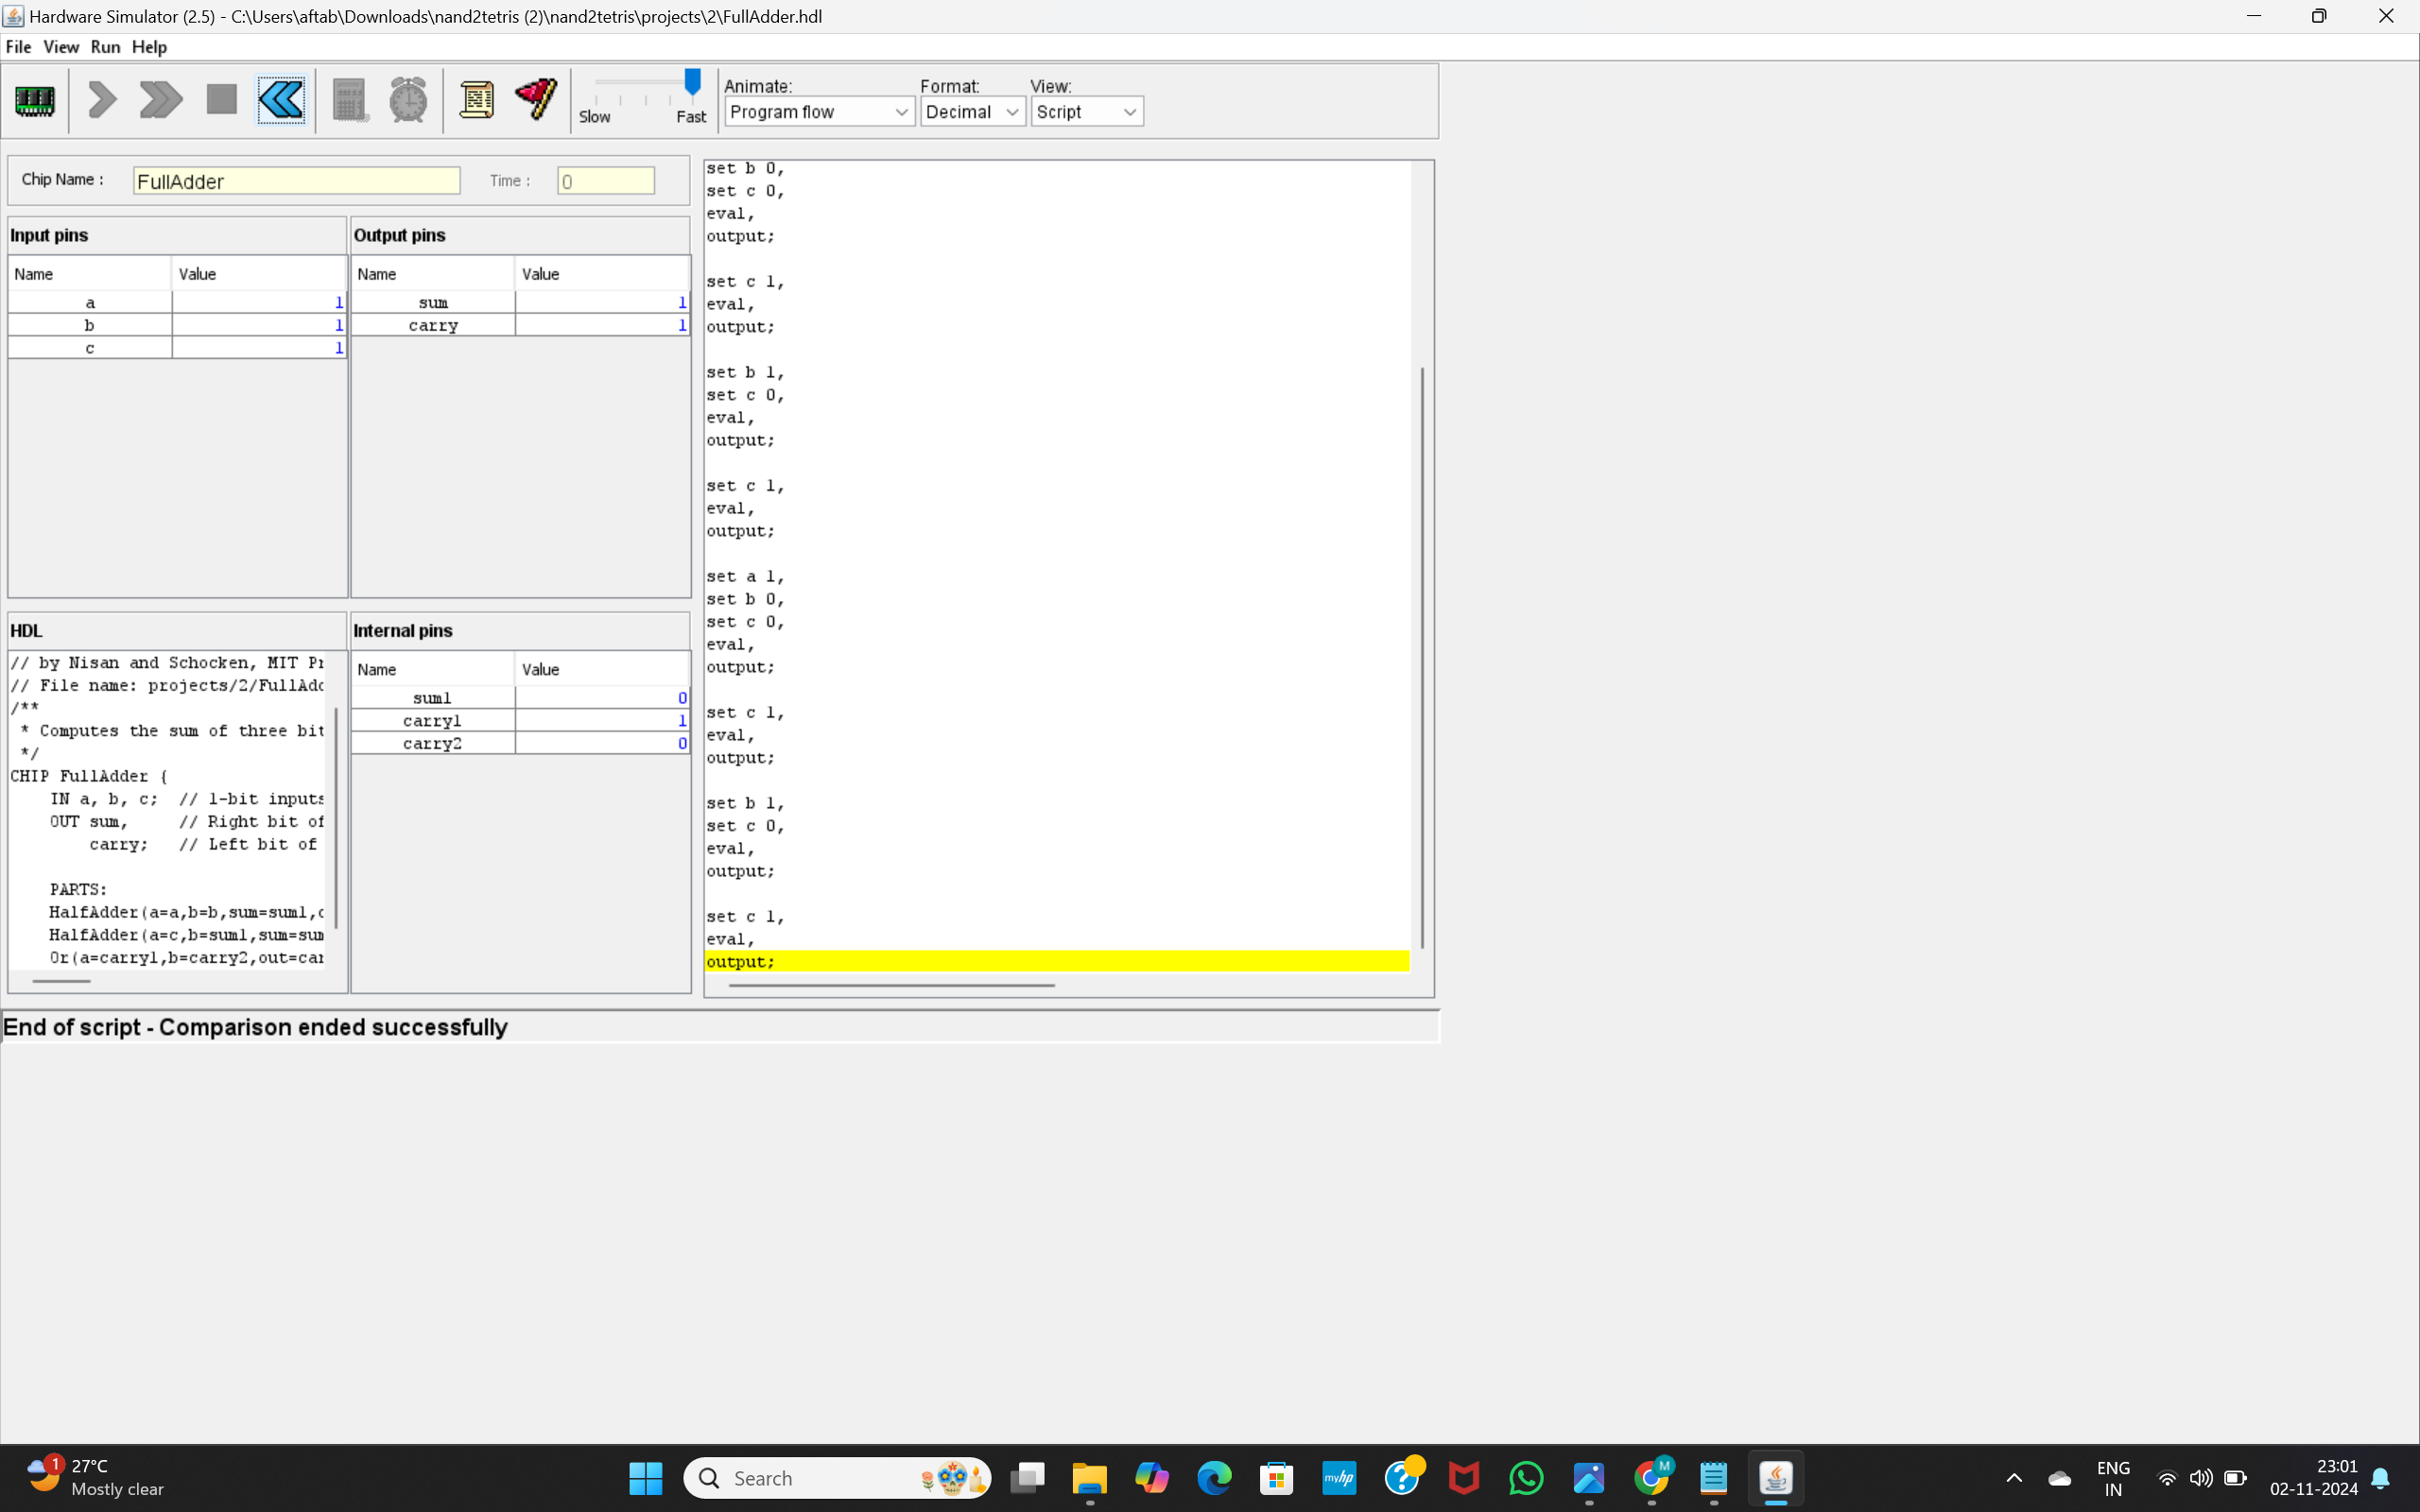 Hardware Simulator (2.5) - C:\Users\aftab\Downloads\nand2tetris (2)\nand2tetris\projects\2\FullAdder.hdl
File View Run Help
Slow Fast
Animate: Format: View:
Program flow Decimal Script
Chip Name : FullAdder Time : 0
Input pins
Name Value
a 1
b 1
c 1
Output pins
Name Value
sum 1
carry 1
HDL
// by Nisan and Schocken, MIT Pr
// File name: projects/2/FullAdd
/**
* Computes the sum of three bit
*/
CHIP FullAdder {
IN a, b, c; // 1-bit inputs
OUT sum, // Right bit of
carry; // Left bit of
PARTS:
HalfAdder(a=a,b=b,sum=sum1,c
HalfAdder(a=c,b=sum1,sum=sum
Or(a=carry1,b=carry2,out=car
Internal pins
Name Value
sum1 0
carry1 1
carry2 0
set b 0,
set c 0,
eval,
output;
set c 1,
eval,
output;
set b 1,
set c 0,
eval,
output;
set c 1,
eval,
output;
set a 1,
set b 0,
set c 0,
eval,
output;
set c 1,
eval,
output;
set b 1,
set c 0,
eval,
output;
set c 1,
eval,
output;
End of script - Comparison ended successfully
1
27°C
Mostly clear
Search
myhp
M
ENG
IN
23:01
02-11-2024